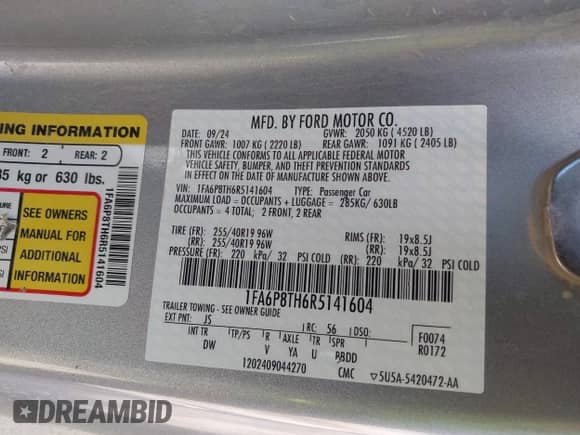 ING INFORMATION
FRONT: 2 REAR: 2
85 kg or 630 lbs.
SEE OWNERS
MANUAL FOR
ADDITIONAL
INFORMATION
1FA6P8TH6R5141604
MFD. BY FORD MOTOR CO.
DATE: 09/24 GVWR: 2050 KG ( 4520 LB)
FRONT GAWR: 1007 KG ( 2220 LB) REAR GAWR: 1091 KG ( 2405 LB)
THIS VEHICLE CONFORMS TO ALL APPLICABLE FEDERAL MOTOR
VEHICLE SAFETY, BUMPER, AND THEFT PREVENTION STANDARDS
IN EFFECT ON THE DATE OF MANUFACTURE SHOWN ABOVE.
VIN: 1FA6P8TH6R5141604 TYPE: Passenger Car
MAXIMUM LOAD = OCCUPANTS + LUGGAGE = 285KG/ 630LB
OCCUPANTS = 4 TOTAL; 2 FRONT, 2 REAR
TIRE (FR): 255/40R19 96W RIMS (FR): 19x8.5J
(RR): 255/40R19 96W (RR): 19x8.5J
PRESSURE (FR): 220 kPa/ 32 PSI COLD (RR): 220 kPa/ 32 PSI COLD
1FA6P8TH6R5141604
TRAILER TOWING - SEE OWNER'S MANUAL
EXT PNT: JS RC: 56 F0074
INT TR TP/PS R AXLE TR SPR R0172
DW V YA U BBDD
1202409044270 CMC ▽5U5A-5420472-AA
DREAMBID